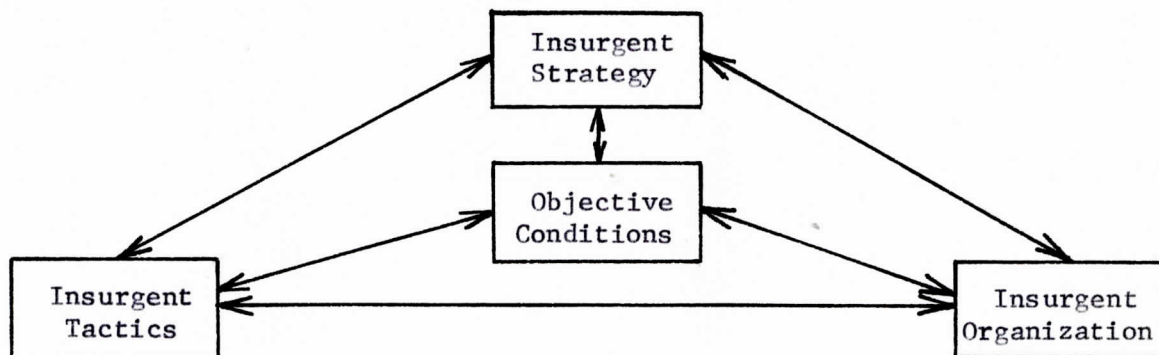 Insurgent
Strategy
Objective
Conditions
Insurgent
Tactics
Insurgent
Organization